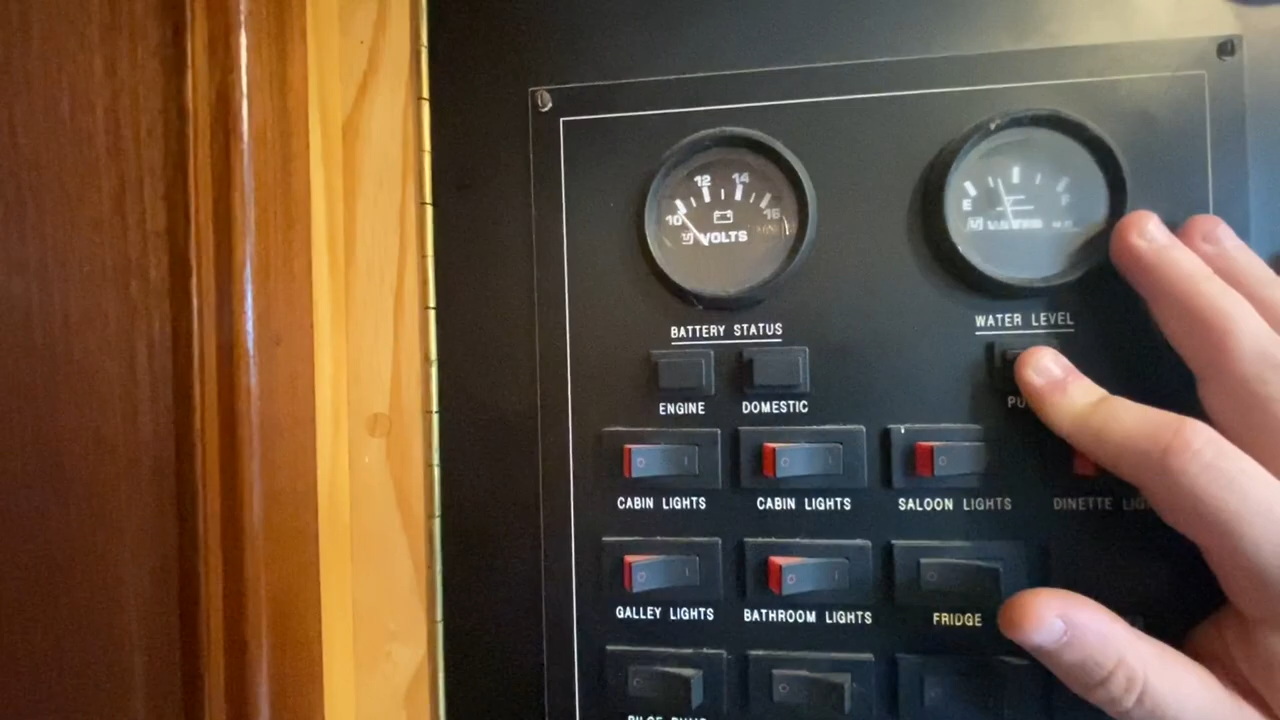 12 14
10 16
VOLTS
E F
BATTERY STATUS
WATER LEVEL
ENGINE DOMESTIC
CABIN LIGHTS CABIN LIGHTS SALOON LIGHTS DINETTE
GALLEY LIGHTS BATHROOM LIGHTS FRIDGE